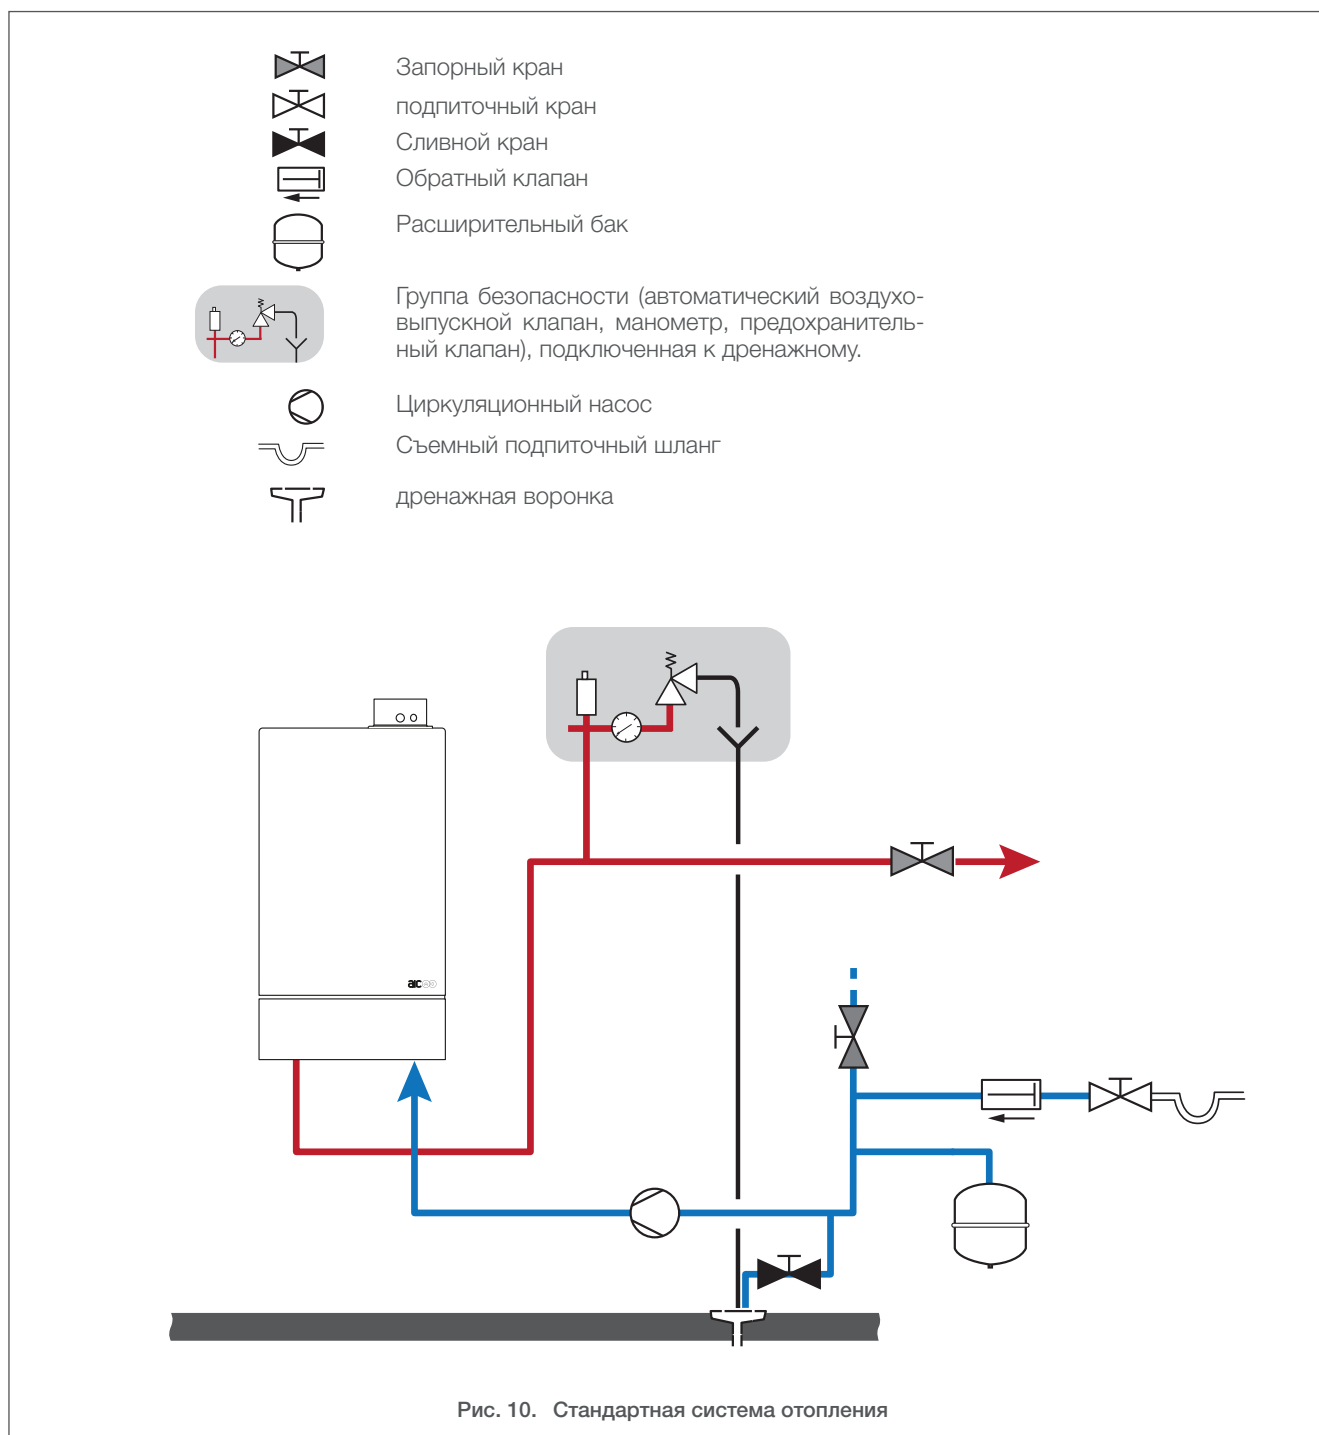 Запорный кран
подпиточный кран
Сливной кран
Обратный клапан
Расширительный бак
Группа безопасности (автоматический воздухо-
выпускной клапан, манометр, предохранитель-
ный клапан), подключенная к дренажному.
Циркуляционный насос
Съемный подпиточный шланг
дренажная воронка
aic
Рис. 10. Стандартная система отопления